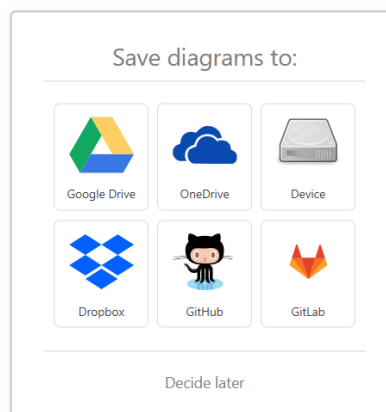 Save diagrams to:
Google Drive
OneDrive
Device
Dropbox
GitHub
GitLab
Decide later